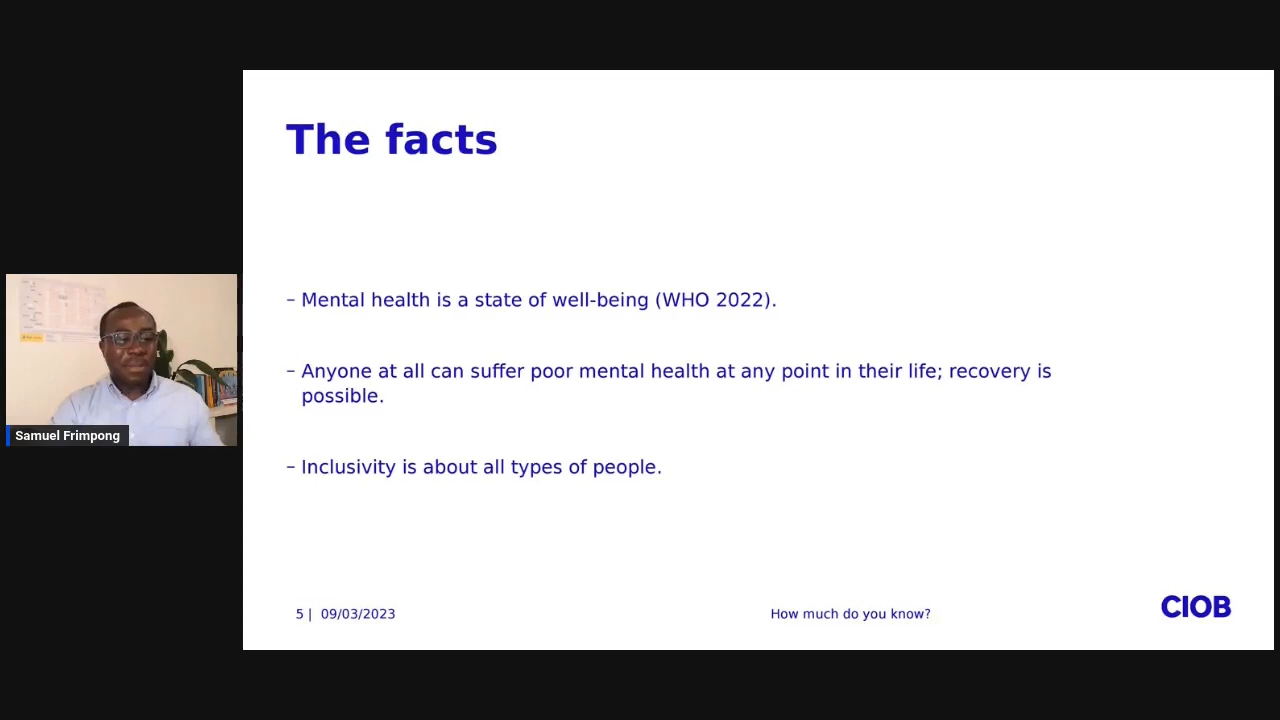 The facts
– Mental health is a state of well-being (WHO 2022).
– Anyone at all can suffer poor mental health at any point in their life; recovery is
possible.
– Inclusivity is about all types of people.
Samuel Frimpong
5 | 09/03/2023
How much do you know?
CIOB